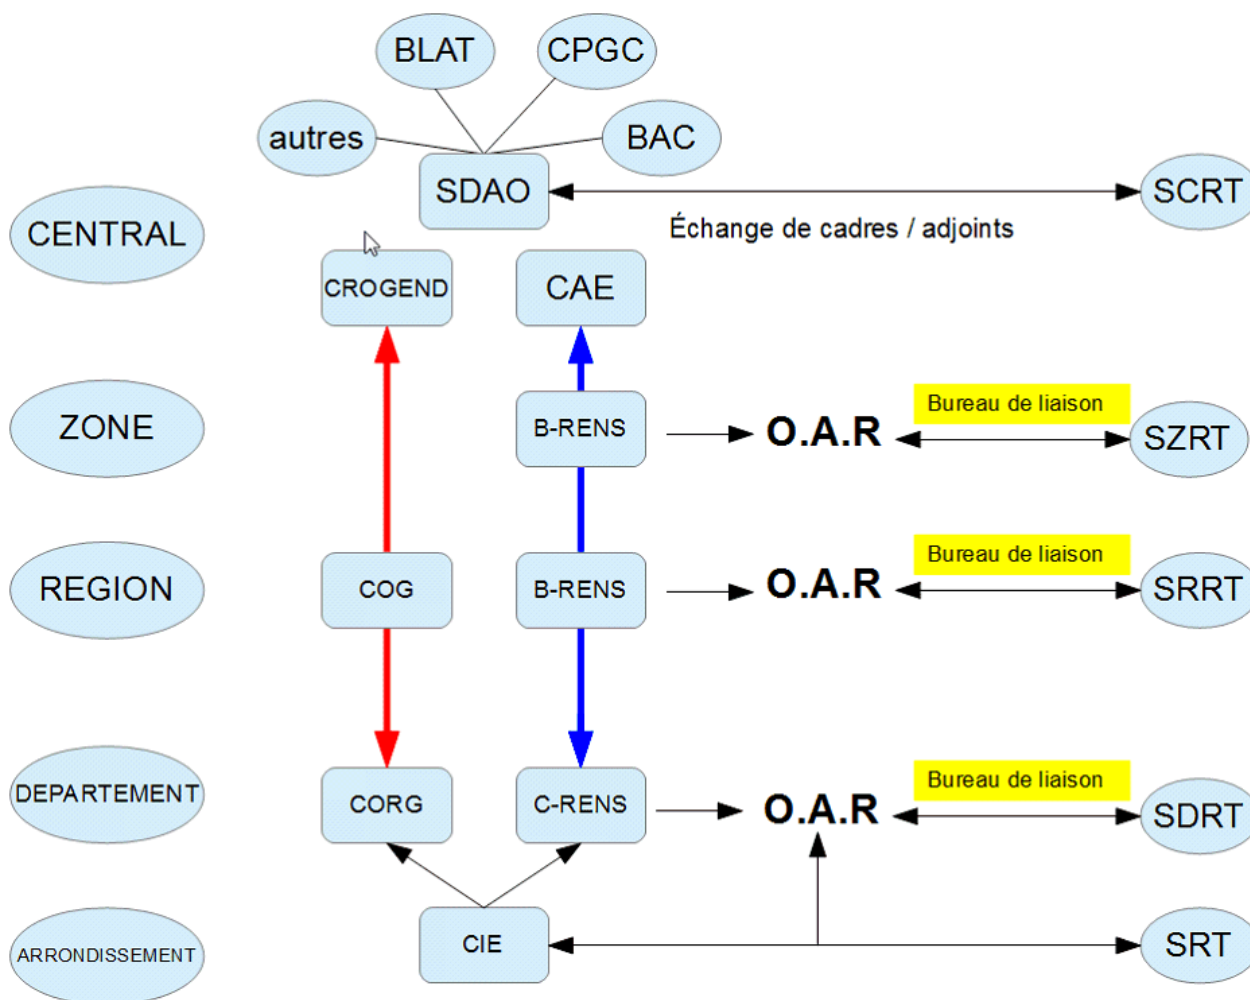 BLAT
CPGC
autres
BAC
SDAO
SCRT
CENTRAL
Échange de cadres / adjoints
CROGEND
CAE
ZONE
B-RENS
O.A.R
Bureau de liaison
SZRT
REGION
COG
B-RENS
O.A.R
Bureau de liaison
SRRT
DEPARTEMENT
CORG
C-RENS
O.A.R
Bureau de liaison
SDRT
ARRONDISSEMENT
CIE
SRT